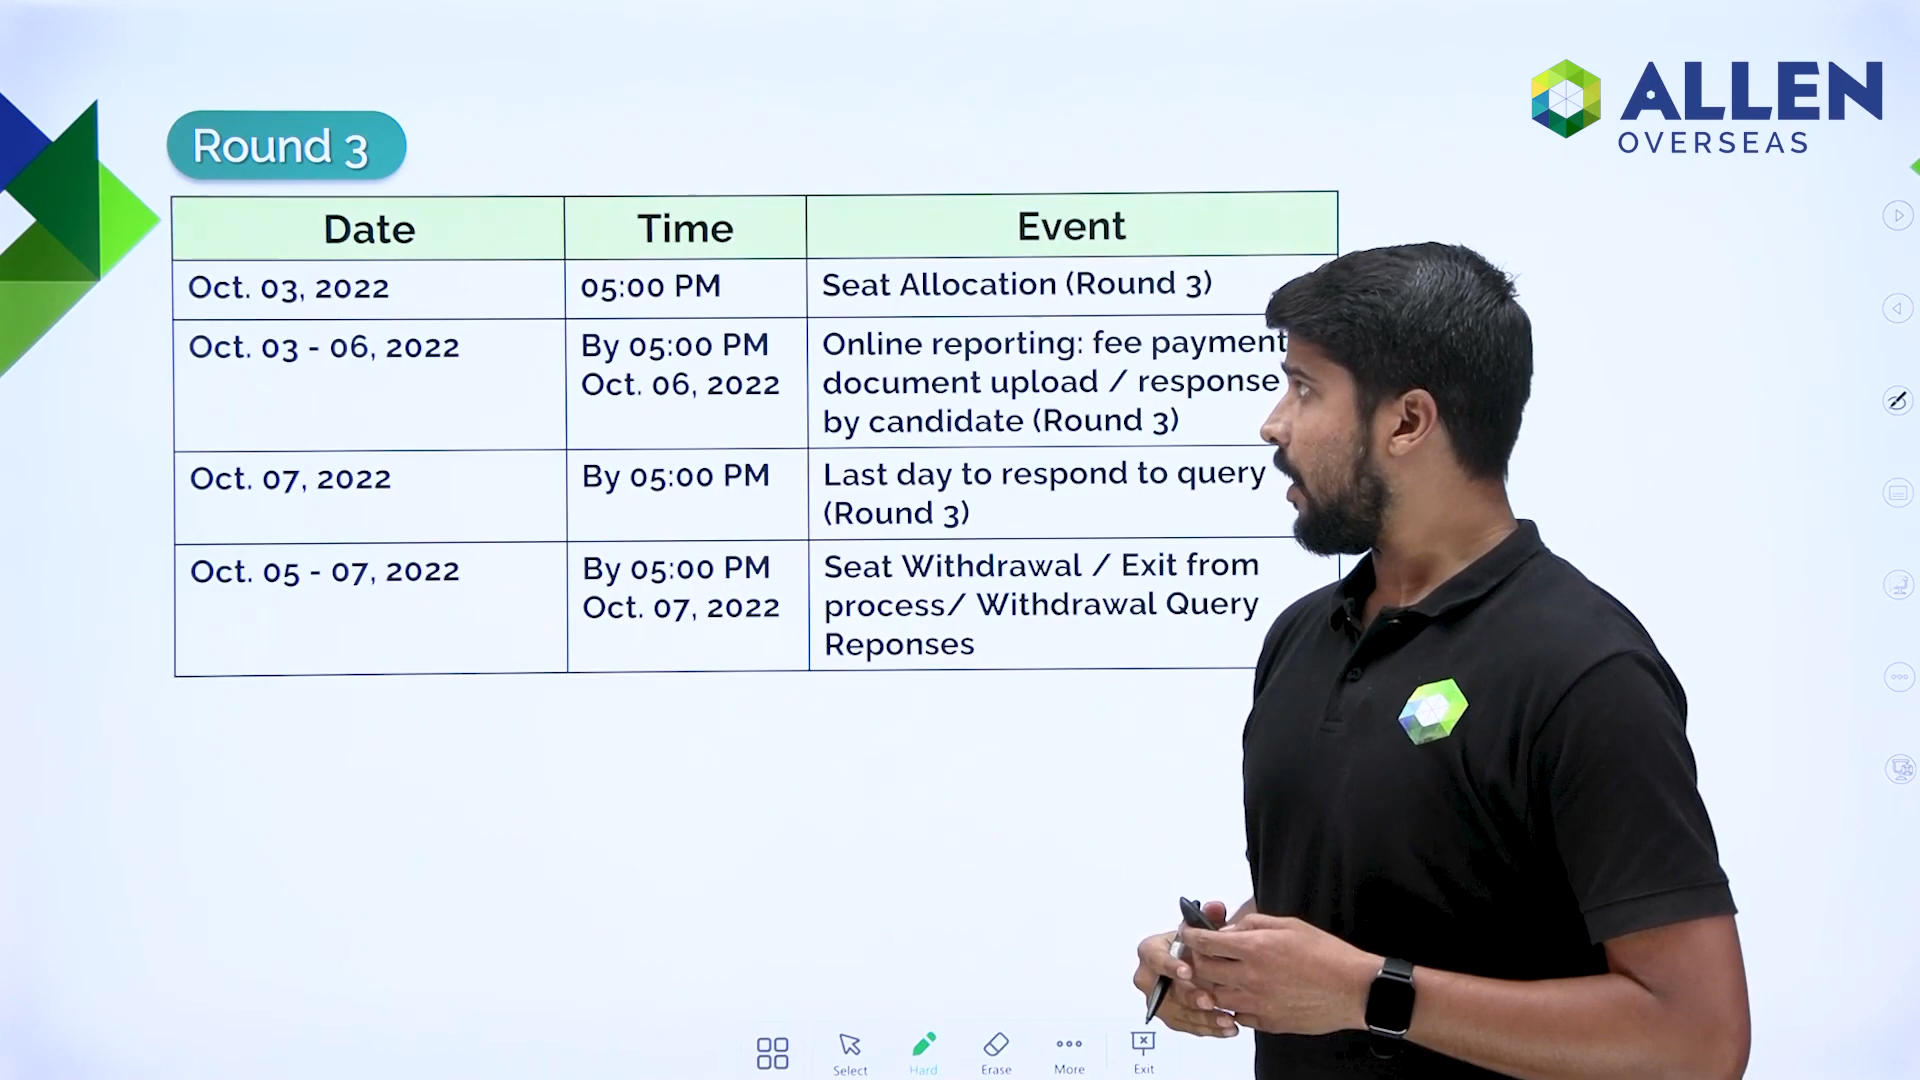 ALLEN
OVERSEAS
Round 3
Date
Time
Event
Oct. 03, 2022
05:00 PM
Seat Allocation (Round 3)
Oct. 03 - 06, 2022
By 05:00 PM
Oct. 06, 2022
Online reporting: fee payment
document upload / response
by candidate (Round 3)
Oct. 07, 2022
By 05:00 PM
Last day to respond to query
(Round 3)
Oct. 05 - 07, 2022
By 05:00 PM
Oct. 07, 2022
Seat Withdrawal / Exit from
process/ Withdrawal Query
Reponses
Select
Hard
Erase
More
Exit